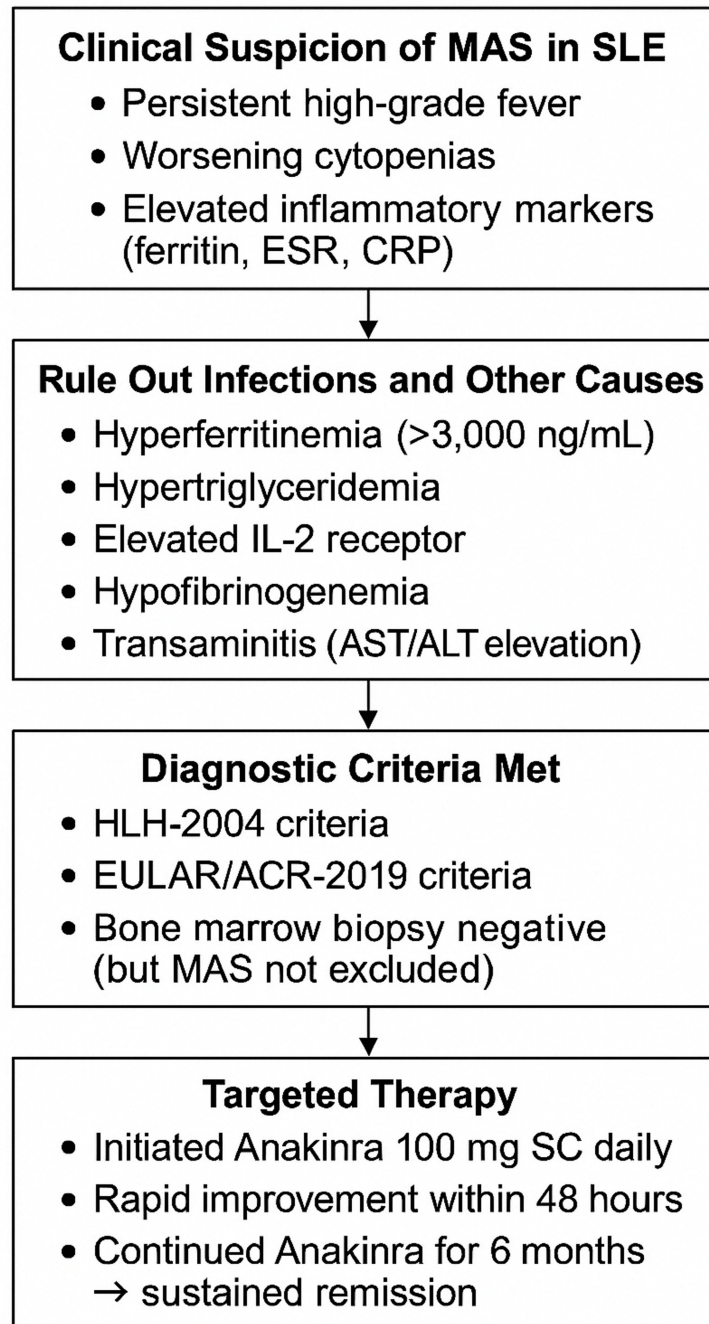 Clinical Suspicion of MAS in SLE
• Persistent high-grade fever
• Worsening cytopenias
• Elevated inflammatory markers
(ferritin, ESR, CRP)
Rule Out Infections and Other Causes
• Hyperferritinemia (>3,000 ng/mL)
• Hypertriglyceridemia
• Elevated IL-2 receptor
• Hypofibrinogenemia
• Transaminitis (AST/ALT elevation)
Diagnostic Criteria Met
• HLH-2004 criteria
• EULAR/ACR-2019 criteria
• Bone marrow biopsy negative
(but MAS not excluded)
Targeted Therapy
• Initiated Anakinra 100 mg SC daily
• Rapid improvement within 48 hours
• Continued Anakinra for 6 months
→ sustained remission